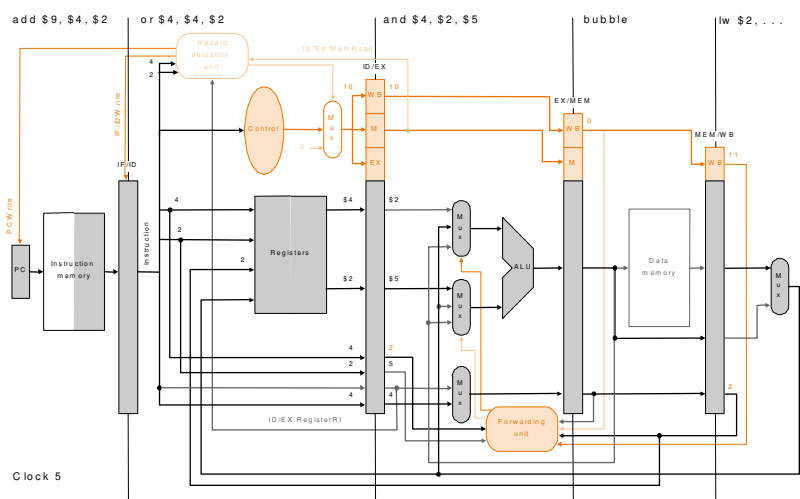 add $9, $4, $2
or $4, $4, $2
and $4, $2, $5
bubble
lw $2, . . .
Hazard
detection
unit
ID/EX.MemRead
4
2
ID/EX
IF/IDWrite
PCWrite
Control
M
u
x
0
10
WB
10
M
EX
EX/MEM
WB
0
M
MEM/WB
WB
11
IF/ID
Instruction
PC
Instruction
memory
4
2
2
Registers
$4
$2
$2
$5
M
u
x
M
u
x
ALU
Data
memory
M
u
x
4
2
4
2
5
4
M
u
x
2
ID/EX.RegisterRt
Forwarding
unit
Clock 5